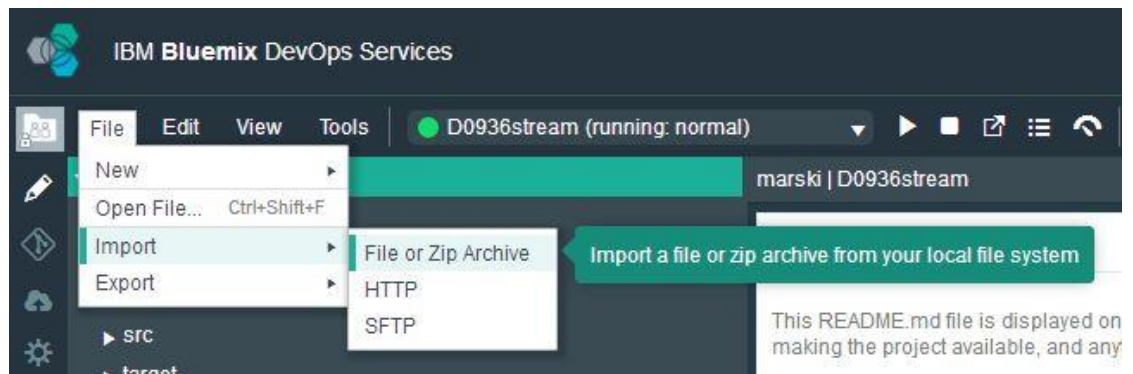 IBM Bluemix DevOps Services
File Edit View Tools D0936stream (running: normal)
New
marski | D0936stream
Open File... Ctrl+Shift+F
Import
File or Zip Archive
Import a file or zip archive from your local file system
Export
HTTP
SFTP
This README.md file is displayed on
src
making the project available, and any
target